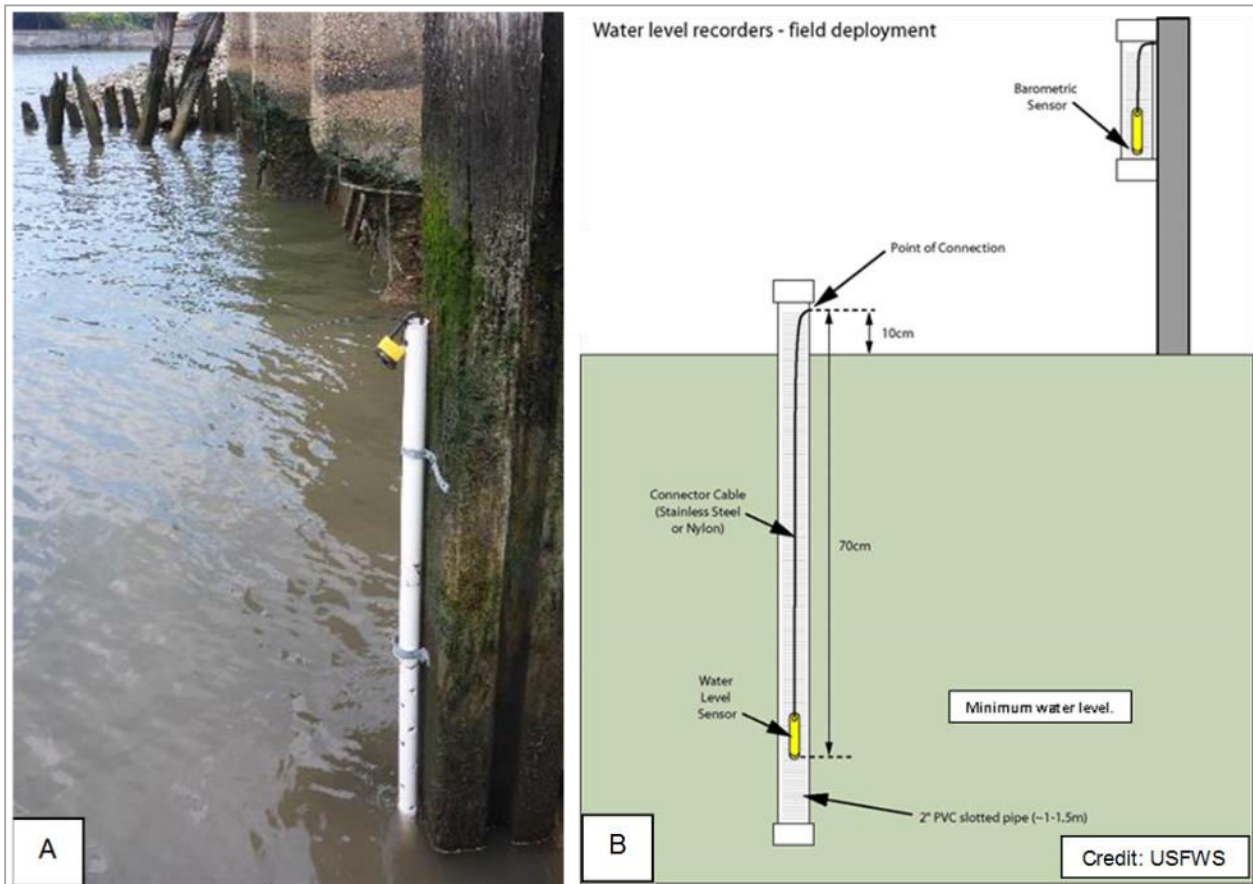 Water level recorders - field deployment
Barometric
Sensor
Point of Connection
10cm
Connector Cable
(Stainless Steel
or Nylon)
70cm
Water
Level
Sensor
Minimum water level.
2" PVC slotted pipe (~1-1.5m)
A
B
Credit: USFWS